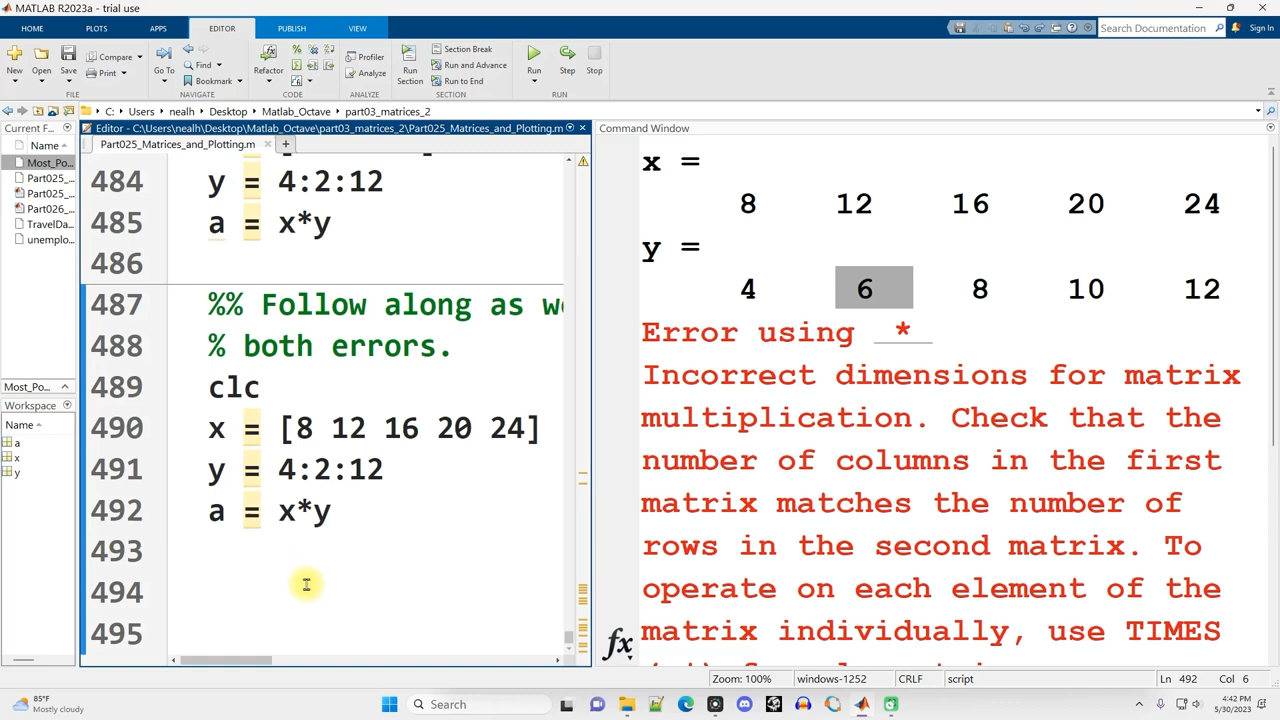 MATLAB R2023a - trial use
HOME PLOTS APPS EDITOR PUBLISH VIEW
Search Documentation Sign In
New Open Save Compare Print
Go To Find Bookmark
Refactor
Profiler Analyze
Run Section Section Break Run and Advance Run to End
Run Step Stop
FILE NAVIGATE CODE ANALYZE SECTION RUN
C: Users nealh Desktop Matlab_Octave part03_matrices_2
Current F...
Name
Most_Po...
Part025_...
Part025_...
Part026_...
TravelDa...
unemplo...
Most_Po...
Workspace
Name
a
x
y
Editor - C:\Users\nealh\Desktop\Matlab_Octave\part03_matrices_2\Part025_Matrices_and_Plotting.m
Part025_Matrices_and_Plotting.m
484 y = 4:2:12
485 a = x*y
486
487 %% Follow along as we
488 % both errors.
489 clc
490 x = [8 12 16 20 24]
491 y = 4:2:12
492 a = x*y
493
494
495
Command Window
x =
8 12 16 20 24
y =
4 6 8 10 12
Error using *
Incorrect dimensions for matrix
multiplication. Check that the
number of columns in the first
matrix matches the number of
rows in the second matrix. To
operate on each element of the
matrix individually, use TIMES
fx
Zoom: 100% windows-1252 CRLF script Ln 492 Col 6
85°F
Mostly cloudy
Search
4:42 PM
5/30/2023